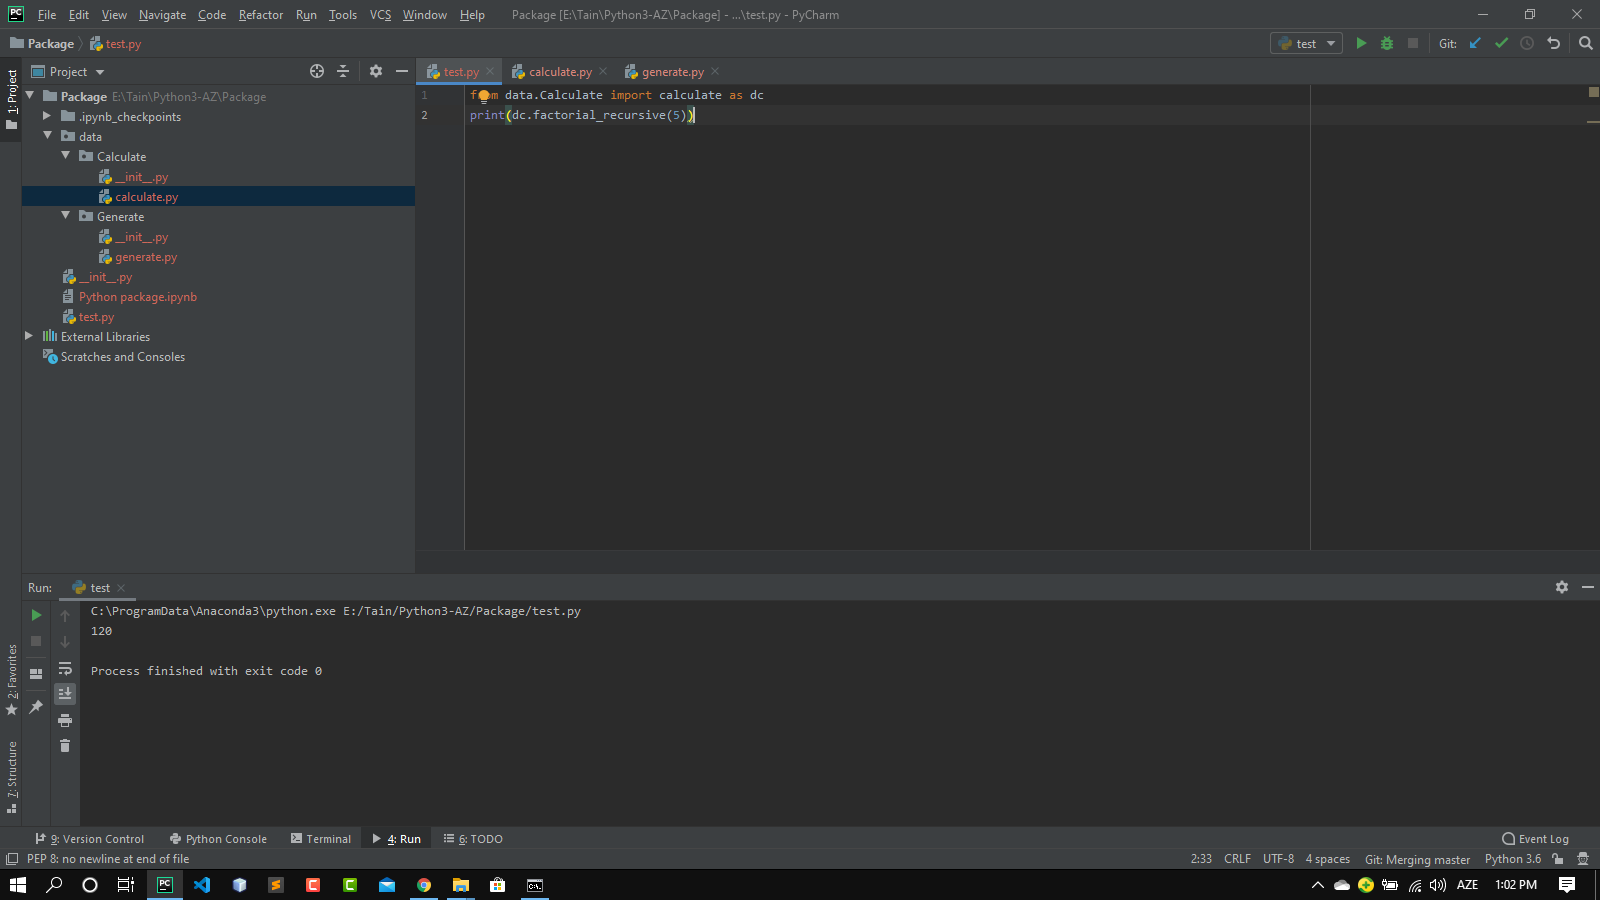 PC File Edit View Navigate Code Refactor Run Tools VCS Window Help Package [E:\Tain\Python3-AZ\Package] - ...\test.py - PyCharm
Package test.py
test Git:
Project
test.py calculate.py generate.py
1: Project
Package E:\Tain\Python3-AZ\Package
.ipynb_checkpoints
data
Calculate
__init__.py
calculate.py
Generate
__init__.py
generate.py
__init__.py
Python package.ipynb
test.py
External Libraries
Scratches and Consoles
1 from data.Calculate import calculate as dc
2 print(dc.factorial_recursive(5))
Run: test
C:\ProgramData\Anaconda3\python.exe E:/Tain/Python3-AZ/Package/test.py
120
Process finished with exit code 0
2: Favorites
7: Structure
9: Version Control Python Console Terminal 4: Run 6: TODO Event Log
PEP 8: no newline at end of file 2:33 CRLF UTF-8 4 spaces Git: Merging master Python 3.6
PC AZE 1:02 PM